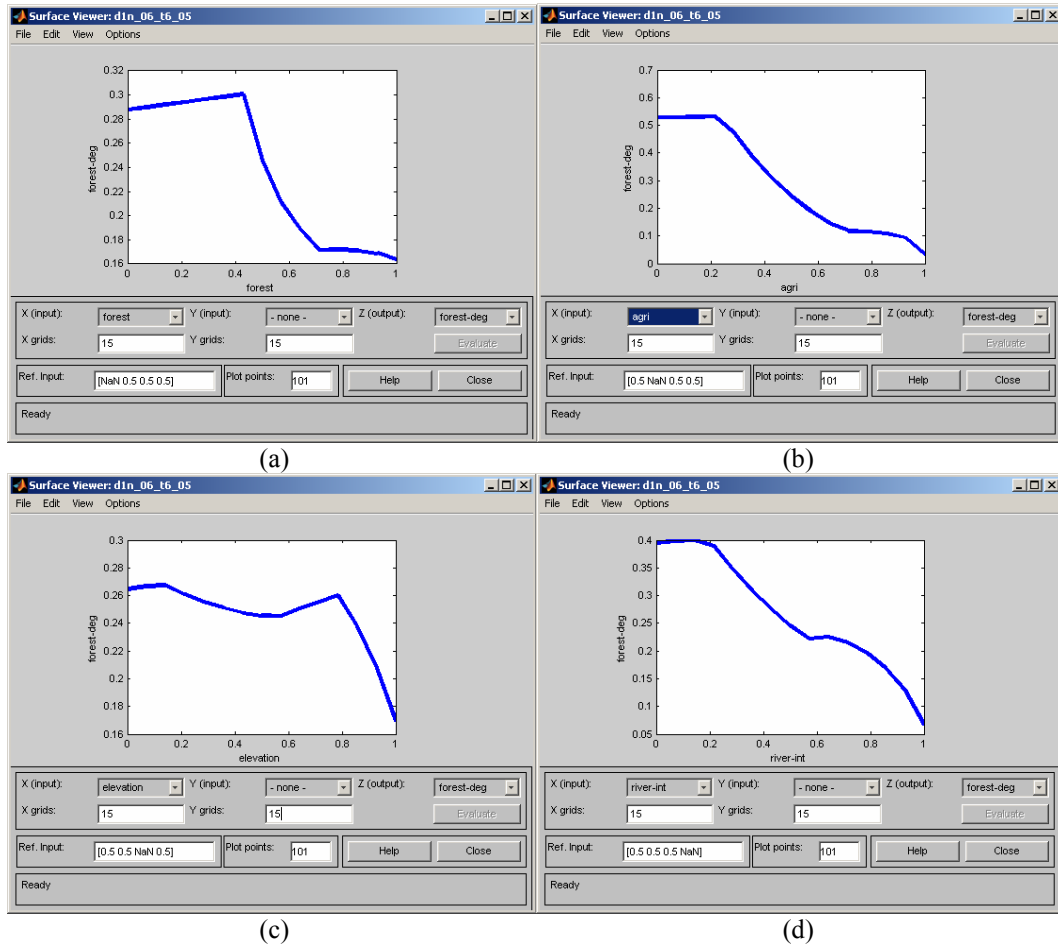 Surface Viewer: d1n_06_t6_05
File Edit View Options
0.32
0.3
0.28
0.26
0.24
0.22
0.2
0.18
0.16
forest-deg
0 0.2 0.4 0.6 0.8 1
forest
X (input): forest Y (input): - none - Z (output): forest-deg
X grids: 15 Y grids: 15 Evaluate
Ref. Input: [NaN 0.5 0.5 0.5] Plot points: 101 Help Close
Ready
(a)
Surface Viewer: d1n_06_t6_05
File Edit View Options
0.7
0.6
0.5
0.4
0.3
0.2
0.1
0
forest-deg
0 0.2 0.4 0.6 0.8 1
agri
X (input): agri Y (input): - none - Z (output): forest-deg
X grids: 15 Y grids: 15 Evaluate
Ref. Input: [0.5 NaN 0.5 0.5] Plot points: 101 Help Close
Ready
(b)
Surface Viewer: d1n_06_t6_05
File Edit View Options
0.3
0.28
0.26
0.24
0.22
0.2
0.18
0.16
forest-deg
0 0.2 0.4 0.6 0.8 1
elevation
X (input): elevation Y (input): - none - Z (output): forest-deg
X grids: 15 Y grids: 15 Evaluate
Ref. Input: [0.5 0.5 NaN 0.5] Plot points: 101 Help Close
Ready
(c)
Surface Viewer: d1n_06_t6_05
File Edit View Options
0.4
0.35
0.3
0.25
0.2
0.15
0.1
0.05
forest-deg
0 0.2 0.4 0.6 0.8 1
river-int
X (input): river-int Y (input): - none - Z (output): forest-deg
X grids: 15 Y grids: 15 Evaluate
Ref. Input: [0.5 0.5 0.5 NaN] Plot points: 101 Help Close
Ready
(d)